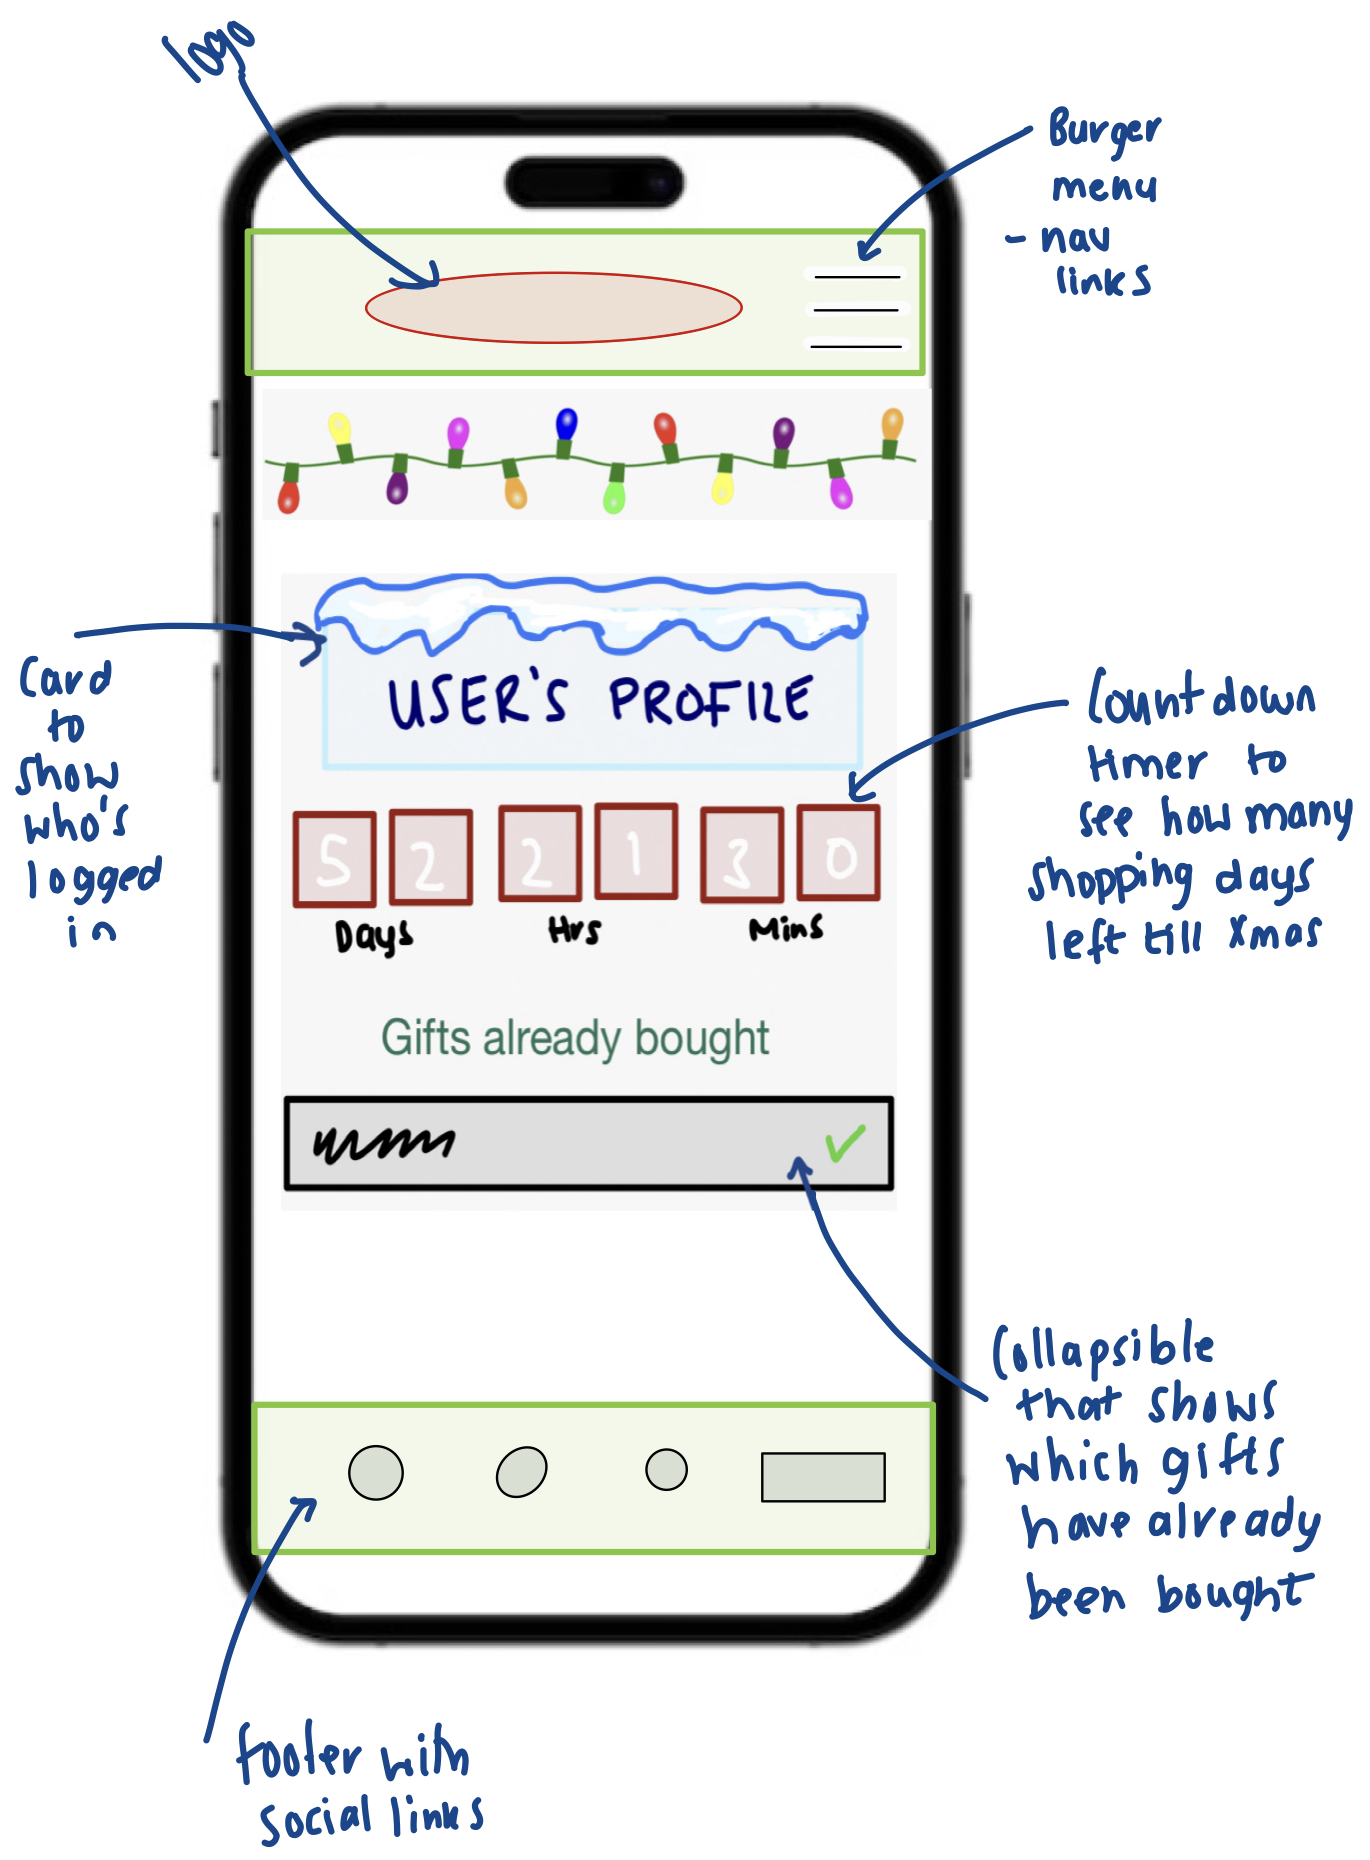 logo
Burger
menu
- nav
links
Card
to
show
who's
logged
in
USER'S PROFILE
Countdown
timer to
see how many
shopping days
left till Xmas
5 2 2 1 3 0
Days Hrs Mins
Gifts already bought
Collapsible
that shows
which gifts
have already
been bought
footer with
social links